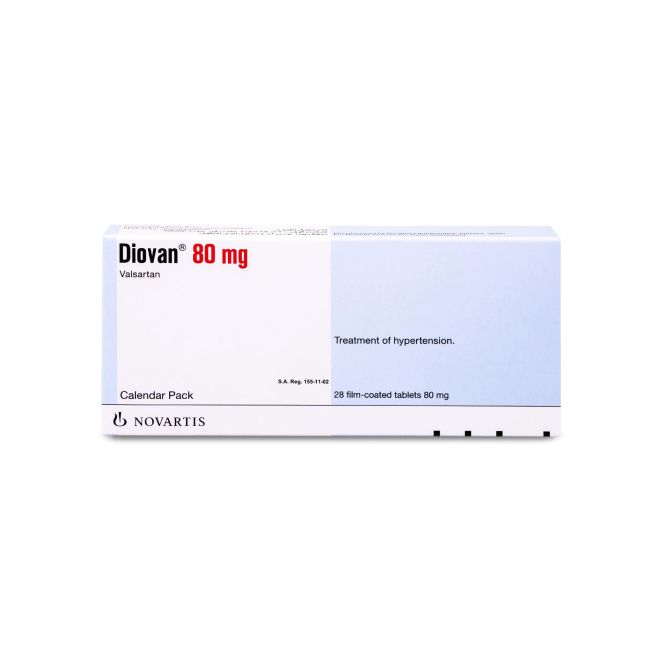 Diovan® 80 mg
Valsartan
Treatment of hypertension.
S.A. Reg. 155-11-02
Calendar Pack
28 film-coated tablets 80 mg
NOVARTIS